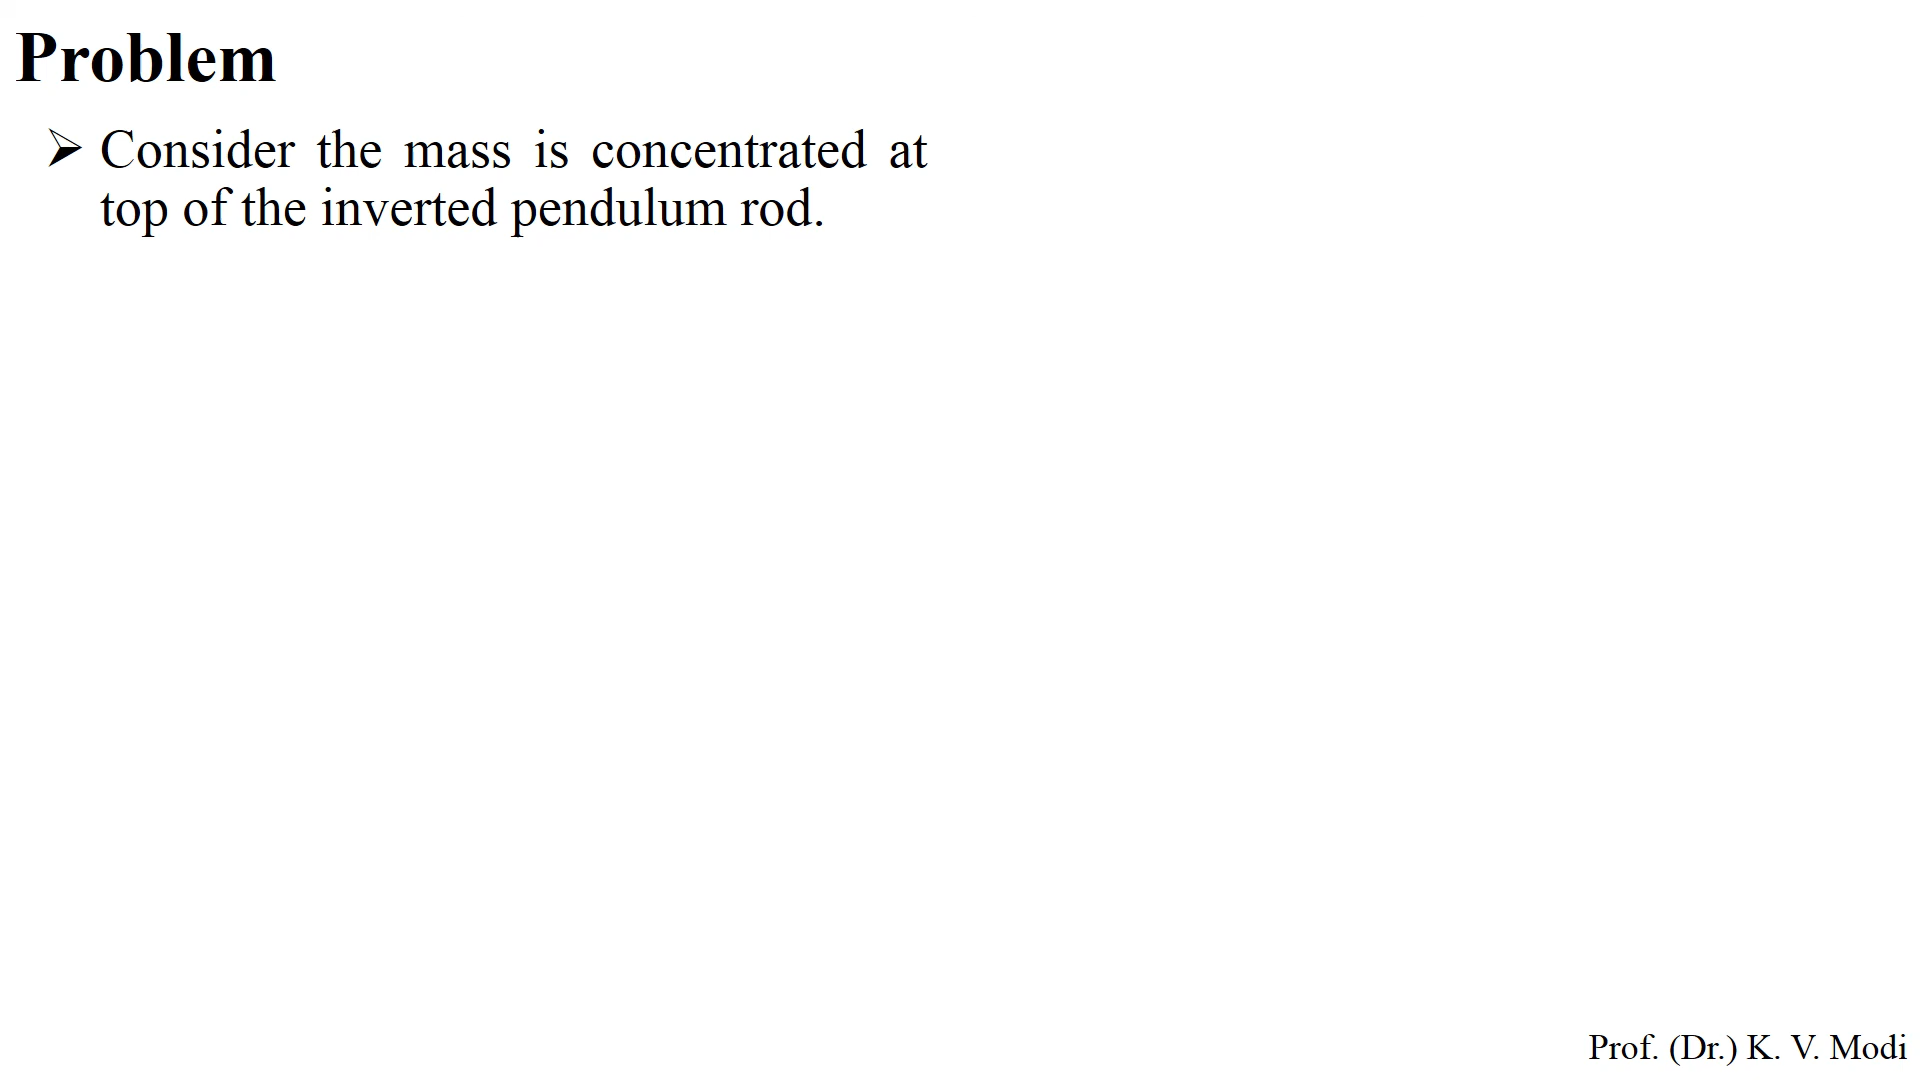 Problem
➢ Consider the mass is concentrated at
top of the inverted pendulum rod.
Prof. (Dr.) K. V. Modi